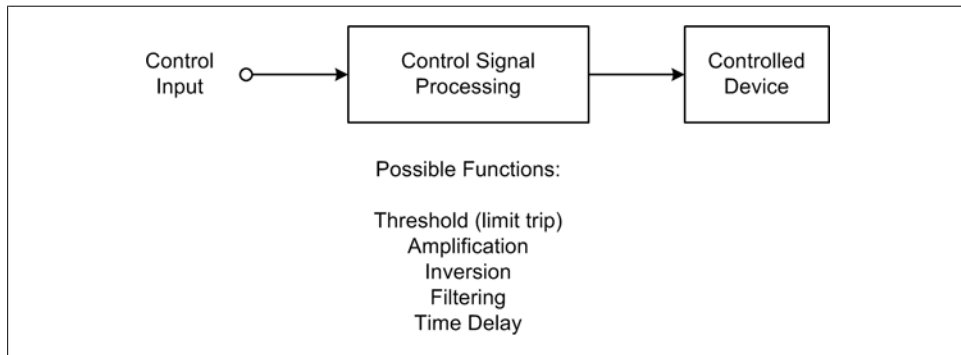 Control
Input
Control Signal
Processing
Controlled
Device
Possible Functions:
Threshold (limit trip)
Amplification
Inversion
Filtering
Time Delay